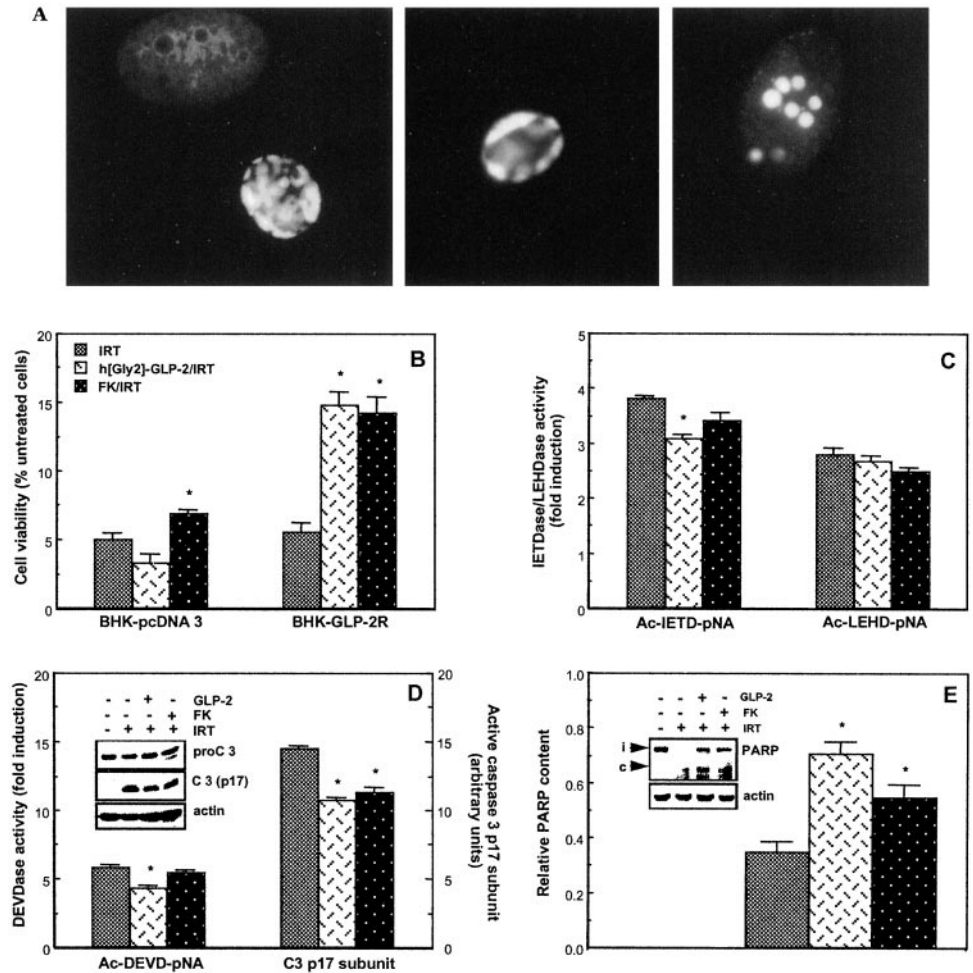 A
B
Cell viability (% untreated cells)
20
15
10
5
0
IRT
h[Gly2]-GLP-2/IRT
FK/IRT
*
* *
BHK-pcDNA 3
BHK-GLP-2R
C
IETDase/LEHDase activity
(fold induction)
5
4
3
2
1
0
*
Ac-IETD-pNA
Ac-LEHD-pNA
D
DEVDase activity (fold induction)
20
15
10
5
0
- - + - GLP-2
- - - + FK
- + + + IRT
proC 3
C 3 (p17)
actin
*
* *
Ac-DEVD-pNA
C3 p17 subunit
20
15
10
5
0
Active caspase 3 p17 subunit
(arbitrary units)
E
Relative PARP content
1.0
0.8
0.6
0.4
0.2
0.0
- - + - GLP-2
- - - + FK
- + + + IRT
i
c
PARP
actin
*
*